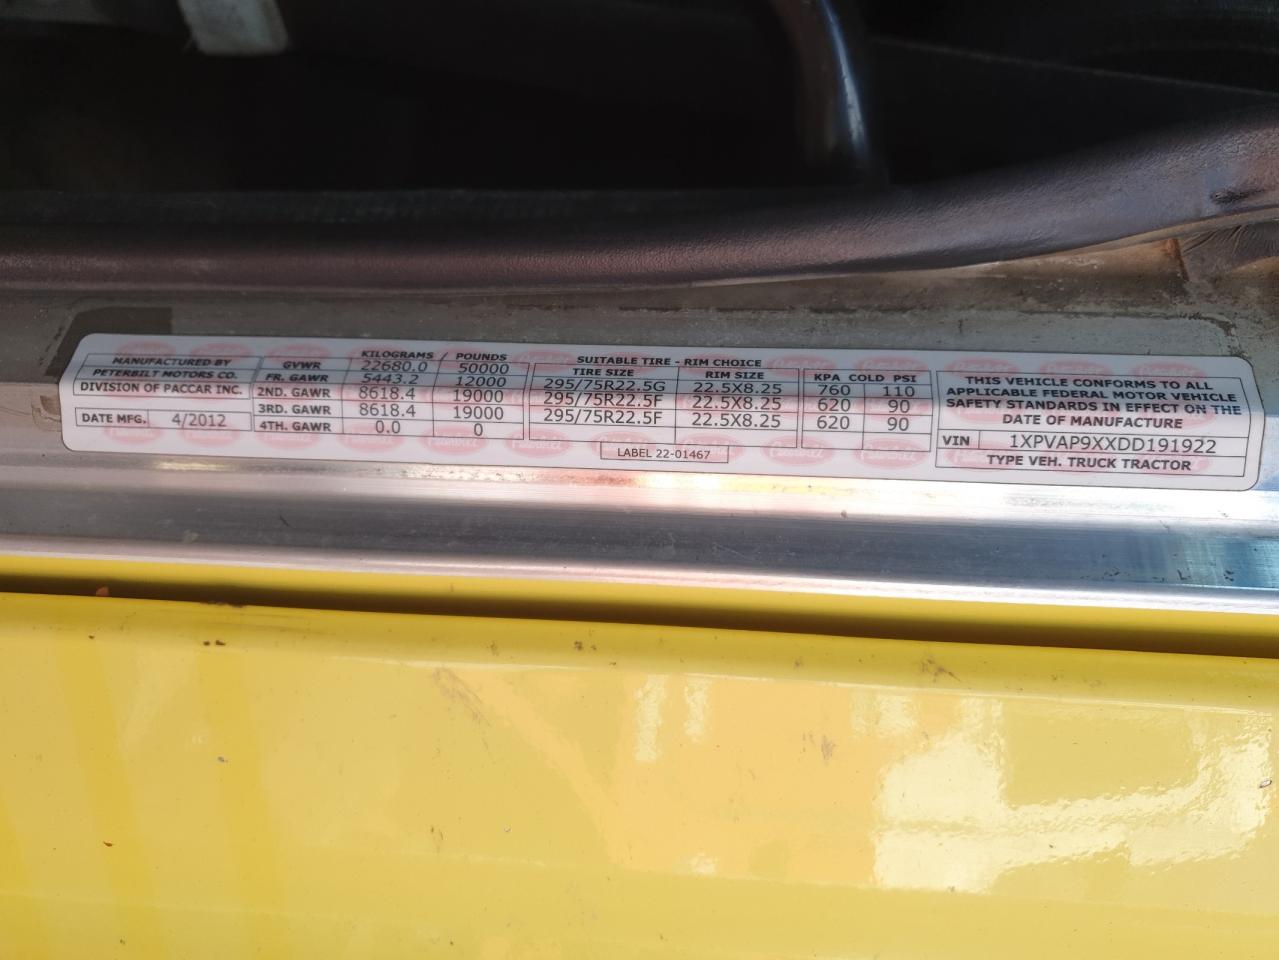 MANUFACTURED BY
PETERBILT MOTORS CO.
DIVISION OF PACCAR INC.
DATE MFG. 4/2012
KILOGRAMS / POUNDS
GVWR 22680.0 50000
FR. GAWR 5443.2 12000
2ND. GAWR 8618.4 19000
3RD. GAWR 8618.4 19000
4TH. GAWR 0.0 0
SUITABLE TIRE - RIM CHOICE
TIRE SIZE RIM SIZE KPA COLD PSI
295/75R22.5G 22.5X8.25 760 110
295/75R22.5F 22.5X8.25 620 90
295/75R22.5F 22.5X8.25 620 90
LABEL 22-01467
THIS VEHICLE CONFORMS TO ALL
APPLICABLE FEDERAL MOTOR VEHICLE
SAFETY STANDARDS IN EFFECT ON THE
DATE OF MANUFACTURE
VIN 1XPVAP9XXDD191922
TYPE VEH. TRUCK TRACTOR